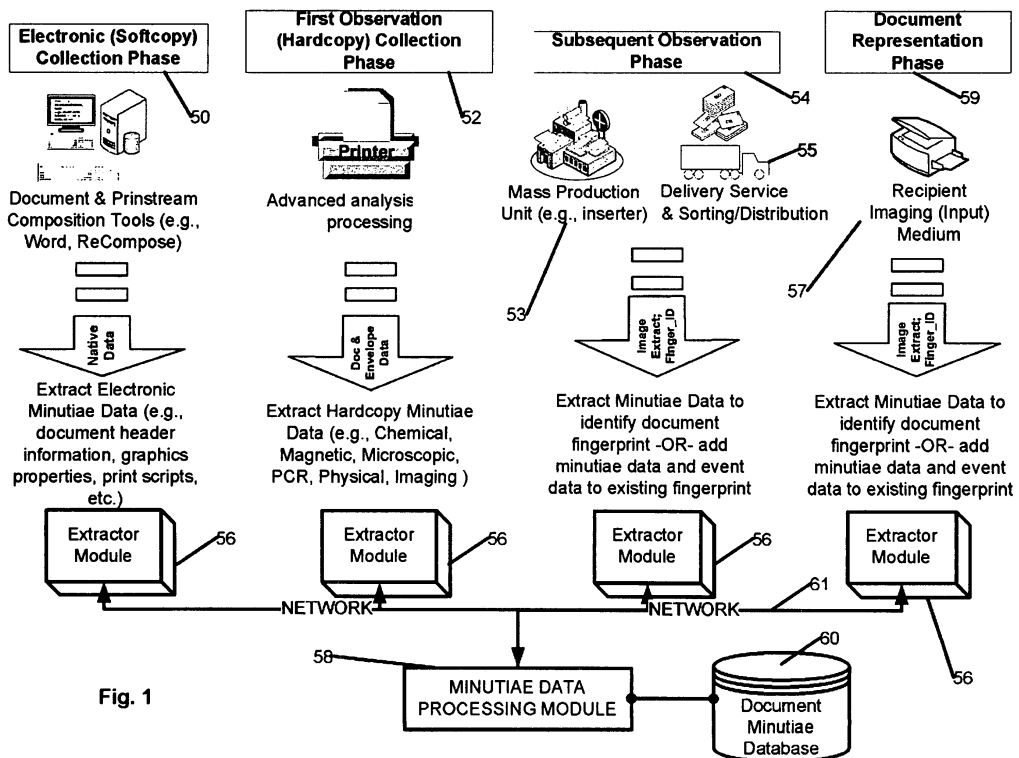 Electronic (Softcopy)
Collection Phase
50
Document & Prinstream
Composition Tools (e.g.,
Word, ReCompose)
Native
Data
Extract Electronic
Minutiae Data (e.g.,
document header
information, graphics
properties, print scripts,
etc.)
Extractor
Module
56
First Observation
(Hardcopy) Collection
Phase
52
Printer
Advanced analysis
processing
Doc &
Envelope
Data
Extract Hardcopy Minutiae
Data (e.g., Chemical,
Magnetic, Microscopic,
PCR, Physical, Imaging )
Extractor
Module
56
Subsequent Observation
Phase
54
55
Mass Production
Unit (e.g., inserter)
53
Delivery Service
& Sorting/Distribution
Image
Extract;
Finger_ID
Extract Minutiae Data to
identify document
fingerprint -OR- add
minutiae data and event
data to existing fingerprint
Extractor
Module
56
Document
Representation
Phase
59
Recipient
Imaging (Input)
Medium
57
Image
Extract;
Finger_ID
Extract Minutiae Data to
identify document
fingerprint -OR- add
minutiae data and event
data to existing fingerprint
Extractor
Module
56
NETWORK
NETWORK
61
58
MINUTIAE DATA
PROCESSING MODULE
60
Document
Minutiae
Database
Fig. 1